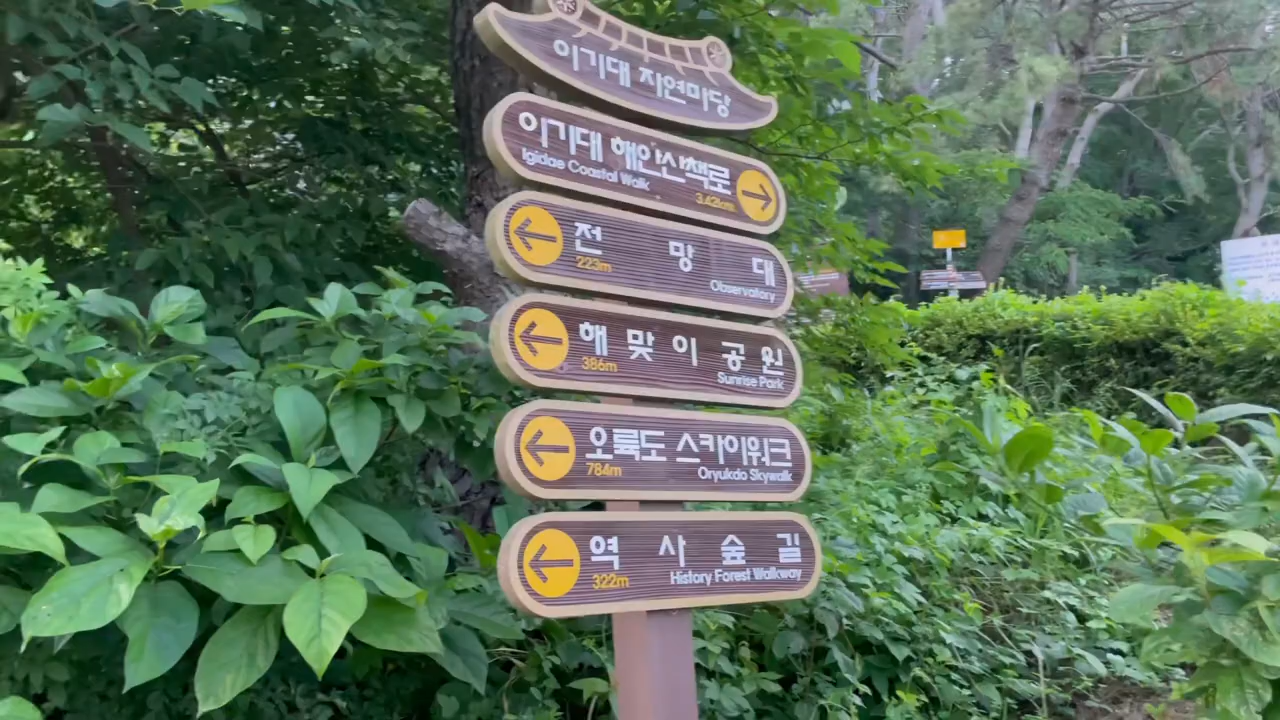 이기대 자연마당
이기대 해안산책로
Igidae Coastal Walk
3.42km
전 망 대
223m
Observatory
해 맞 이 공 원
386m
Sunrise Park
오륙도 스카이워크
784m
Oryukdo Skywalk
역 사 숲 길
322m
History Forest Walkway